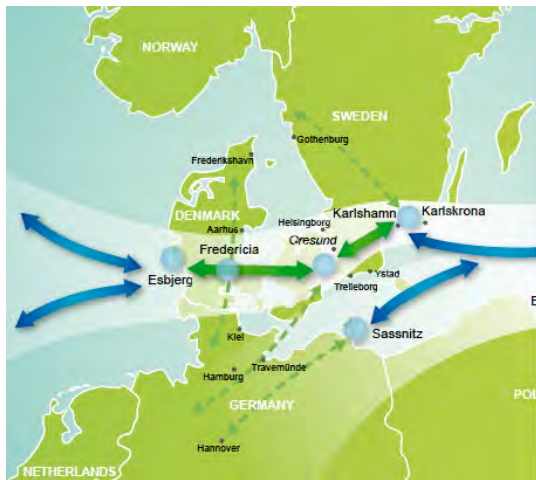 NORWAY
SWEDEN
Gothenburg
Frederikshavn
DENMARK
Karlshamn
Karlskrona
Aarhus
Helsingborg
Fredericia
Øresund
Esbjerg
Ystad
Trelleborg
Sassnitz
E
Kiel
Travemünde
Hamburg
POL
GERMANY
Hannover
NETHERLANDS